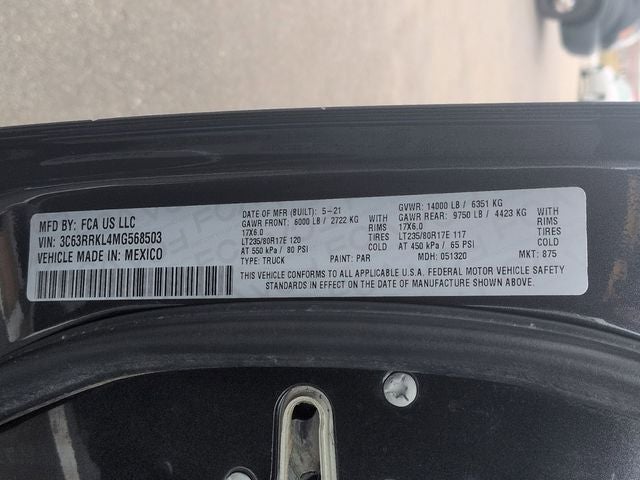 MFD BY: FCA US LLC
VIN: 3C63RRKL4MG568503
VEHICLE MADE IN: MEXICO
DATE OF MFR (BUILT): 5-21
GAWR FRONT: 6000 LB / 2722 KG WITH
17X6.0 RIMS
LT235/80R17E 120 TIRES
AT 550 kPa / 80 PSI COLD
TYPE: TRUCK PAINT: PAR
GVWR: 14000 LB / 6351 KG
GAWR REAR: 9750 LB / 4423 KG WITH
17X6.0 RIMS
LT235/80R17E 117 TIRES
AT 450 kPa / 65 PSI COLD
MDH: 051320 MKT: 875
THIS VEHICLE CONFORMS TO ALL APPLICABLE U.S.A. FEDERAL MOTOR VEHICLE SAFETY
STANDARDS IN EFFECT ON THE DATE OF MANUFACTURE SHOWN ABOVE.